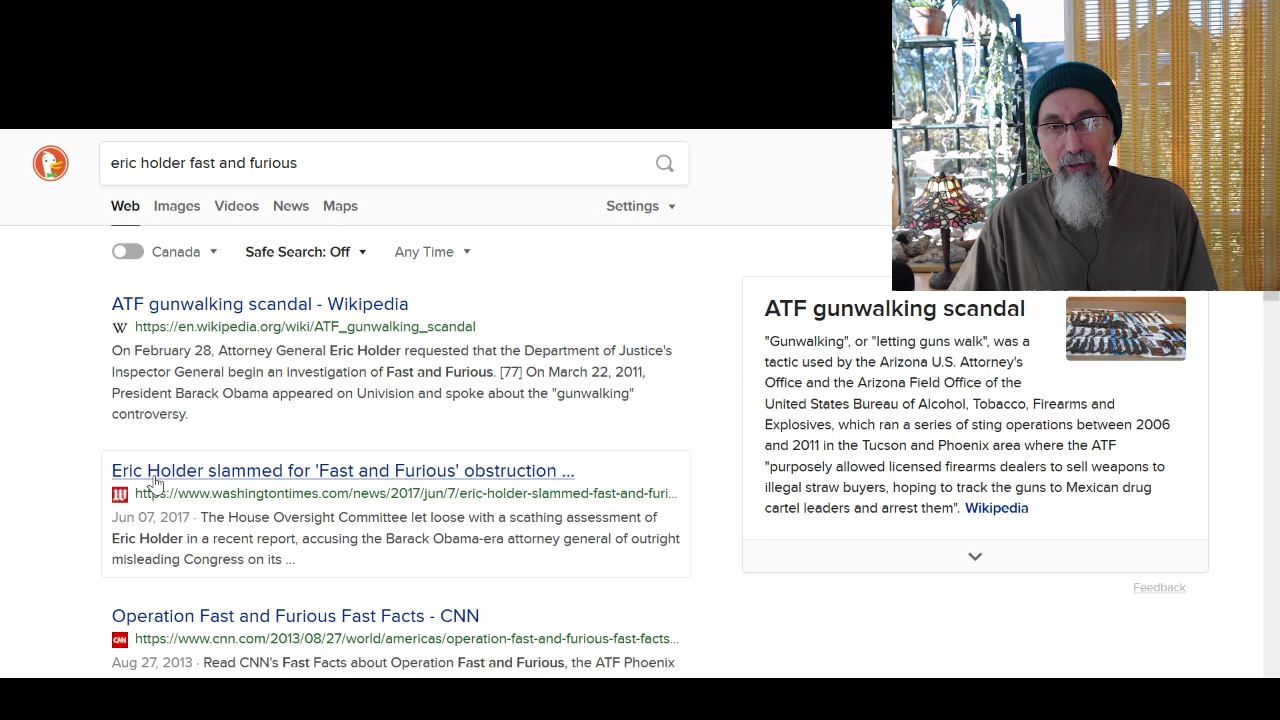 eric holder fast and furious
Web Images Videos News Maps Settings
Canada Safe Search: Off Any Time
ATF gunwalking scandal - Wikipedia
W https://en.wikipedia.org/wiki/ATF_gunwalking_scandal
On February 28, Attorney General Eric Holder requested that the Department of Justice's
Inspector General begin an investigation of Fast and Furious. [77] On March 22, 2011,
President Barack Obama appeared on Univision and spoke about the "gunwalking"
controversy.
Eric Holder slammed for 'Fast and Furious' obstruction ...
https://www.washingtontimes.com/news/2017/jun/7/eric-holder-slammed-fast-and-furi...
Jun 07, 2017 · The House Oversight Committee let loose with a scathing assessment of
Eric Holder in a recent report, accusing the Barack Obama-era attorney general of outright
misleading Congress on its ...
Operation Fast and Furious Fast Facts - CNN
CNN https://www.cnn.com/2013/08/27/world/americas/operation-fast-and-furious-fast-facts...
Aug 27, 2013 · Read CNN's Fast Facts about Operation Fast and Furious, the ATF Phoenix
ATF gunwalking scandal
"Gunwalking", or "letting guns walk", was a
tactic used by the Arizona U.S. Attorney's
Office and the Arizona Field Office of the
United States Bureau of Alcohol, Tobacco, Firearms and
Explosives, which ran a series of sting operations between 2006
and 2011 in the Tucson and Phoenix area where the ATF
"purposely allowed licensed firearms dealers to sell weapons to
illegal straw buyers, hoping to track the guns to Mexican drug
cartel leaders and arrest them". Wikipedia
Feedback